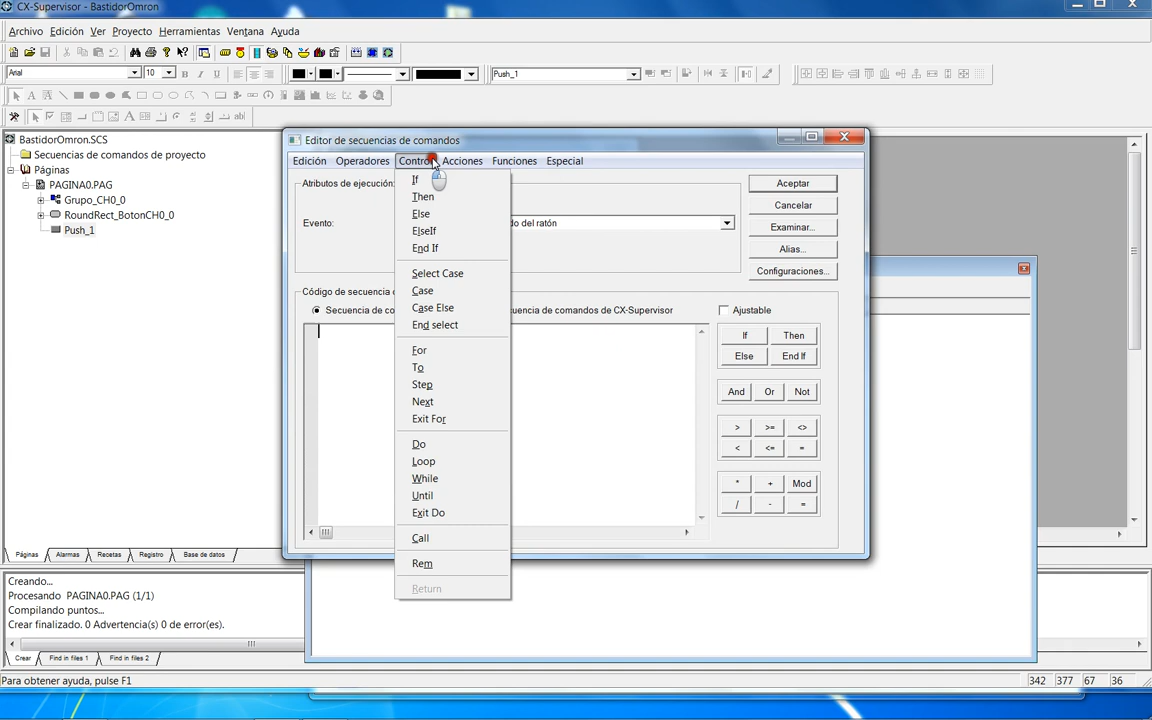 CX-Supervisor - BastidorOmron
Archivo Edición Ver Proyecto Herramientas Ventana Ayuda
Arial 10 B I U Push_1
BastidorOmron.SCS
Secuencias de comandos de proyecto
Páginas
PAGINA0.PAG
Grupo_CH0_0
RoundRect_BotonCH0_0
Push_1
Páginas Alarmas Recetas Registro Base de datos
Editor de secuencias de comandos
Edición Operadores Control Acciones Funciones Especial
Atributos de ejecución:
Evento: do del ratón
Aceptar
Cancelar
Examinar...
Alias...
Configuraciones...
Código de secuencia
Secuencia de co uencia de comandos de CX-Supervisor
Ajustable
If Then
Else End If
And Or Not
> >= <>
< <= =
* + Mod
/ - =
If
Then
Else
ElseIf
End If
Select Case
Case
Case Else
End select
For
To
Step
Next
Exit For
Do
Loop
While
Until
Exit Do
Call
Rem
Return
Creando...
Procesando PAGINA0.PAG (1/1)
Compilando puntos...
Crear finalizado. 0 Advertencia(s) 0 de error(es).
Crear Find in files 1 Find in files 2
Para obtener ayuda, pulse F1 342 377 67 36